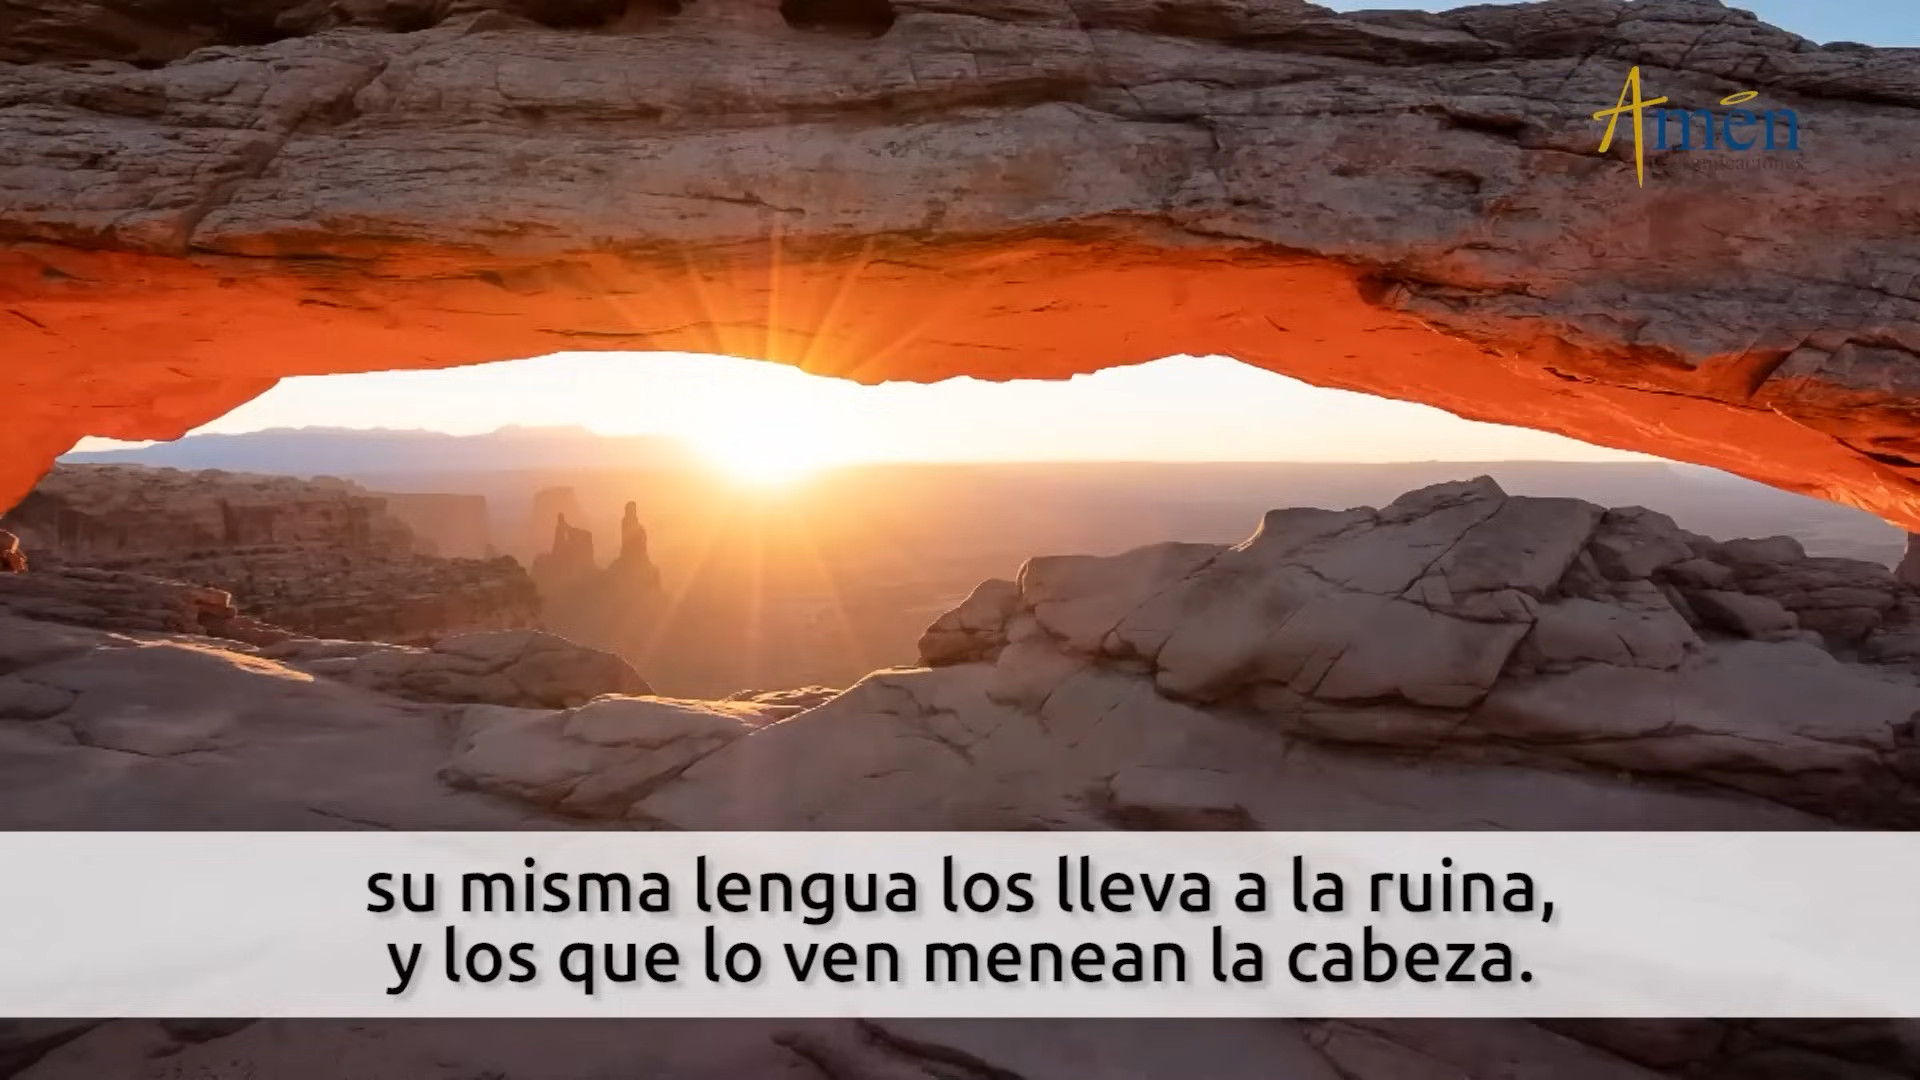 Amén
su misma lengua los lleva a la ruina,
y los que lo ven menean la cabeza.